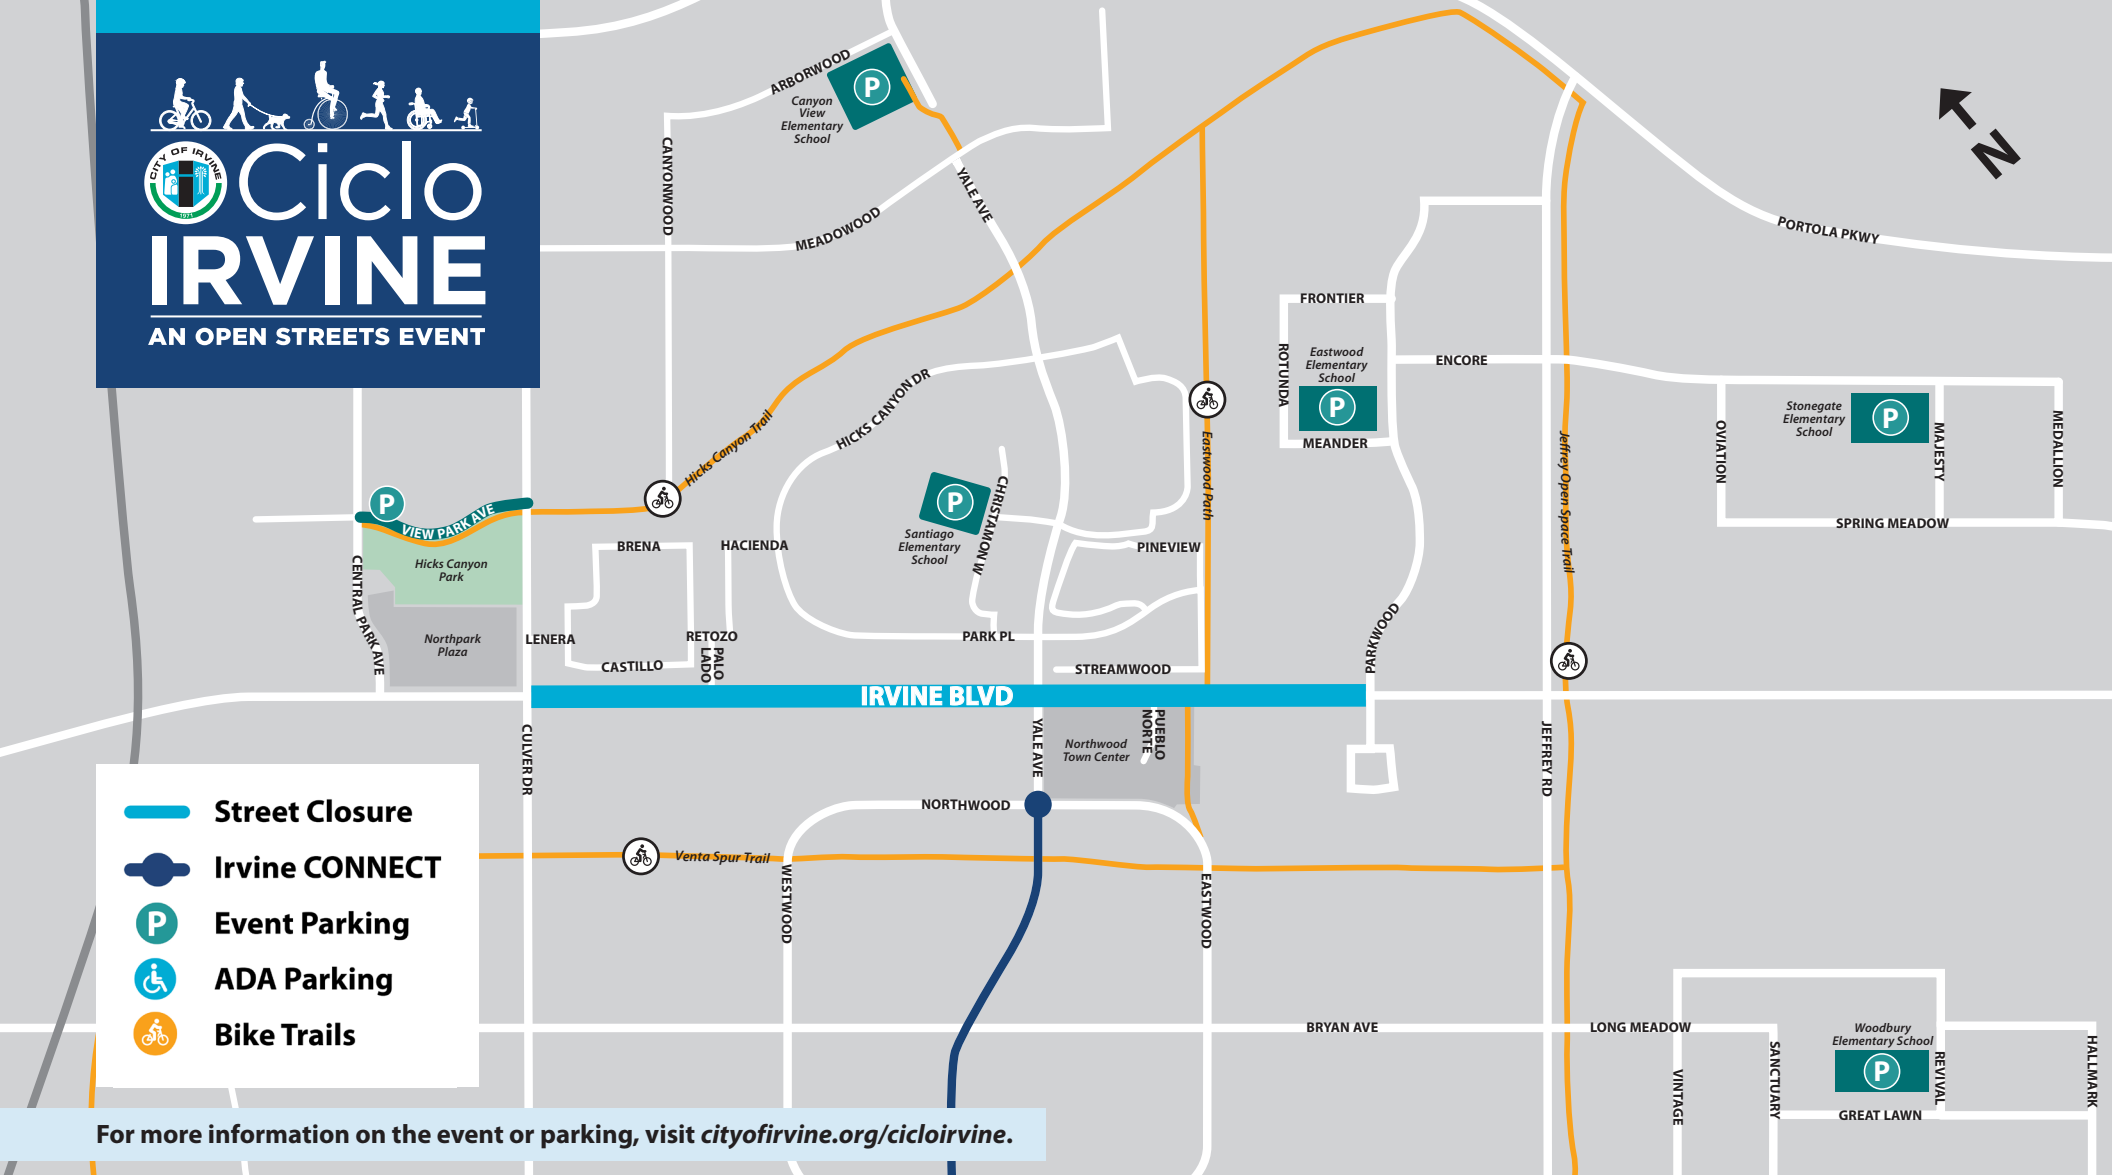 CITY OF IRVINE
1971
Ciclo
IRVINE
AN OPEN STREETS EVENT
N
ARBORWOOD
P
Canyon
View
Elementary
School
CANYONWOOD
MEADOWOOD
YALE AVE
PORTOLA PKWY
FRONTIER
ROTUNDA
Eastwood
Elementary
School
P
MEANDER
ENCORE
HICKS CANYON DR
Hicks Canyon Trail
Eastwood Path
Jeffrey Open Space Trail
OVIATION
Stonegate
Elementary
School
P
MAJESTY
MEDALLION
SPRING MEADOW
P
VIEW PARK AVE
Hicks Canyon
Park
CENTRAL PARK AVE
Northpark
Plaza
P
Santiago
Elementary
School
CHRISTAMON W
BRENA
HACIENDA
PINEVIEW
LENERA
RETOZO
PARK PL
CASTILLO
PALO
LADO
STREAMWOOD
PARKWOOD
IRVINE BLVD
CULVER DR
YALE AVE
Northwood
Town Center
PUEBLO
NORTE
JEFFREY RD
NORTHWOOD
Venta Spur Trail
WESTWOOD
EASTWOOD
Street Closure
Irvine CONNECT
P
Event Parking
ADA Parking
Bike Trails
BRYAN AVE
LONG MEADOW
VINTAGE
SANCTUARY
Woodbury
Elementary School
P
REVIVAL
HALLMARK
GREAT LAWN
For more information on the event or parking, visit cityofirvine.org/cicloirvine.